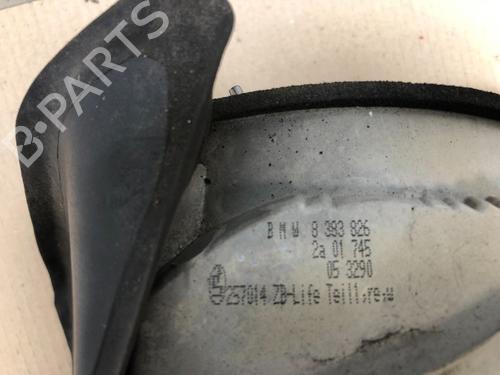 B-PARTS
BMW 8 393 826
2a 01 745
05 3290
257014 ZB-Life Teil1,re,w